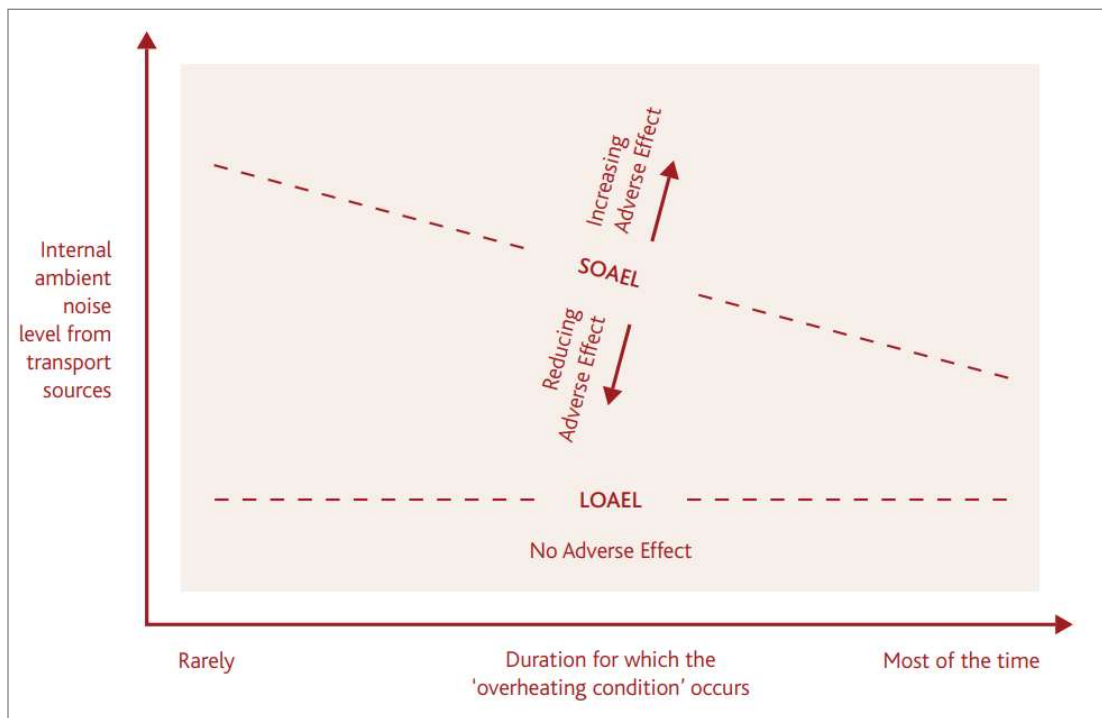 Increasing
Adverse Effect
Internal
ambient
noise
level from
transport
sources
SOAEL
Reducing
Adverse Effect
LOAEL
No Adverse Effect
Rarely
Duration for which the
'overheating condition' occurs
Most of the time